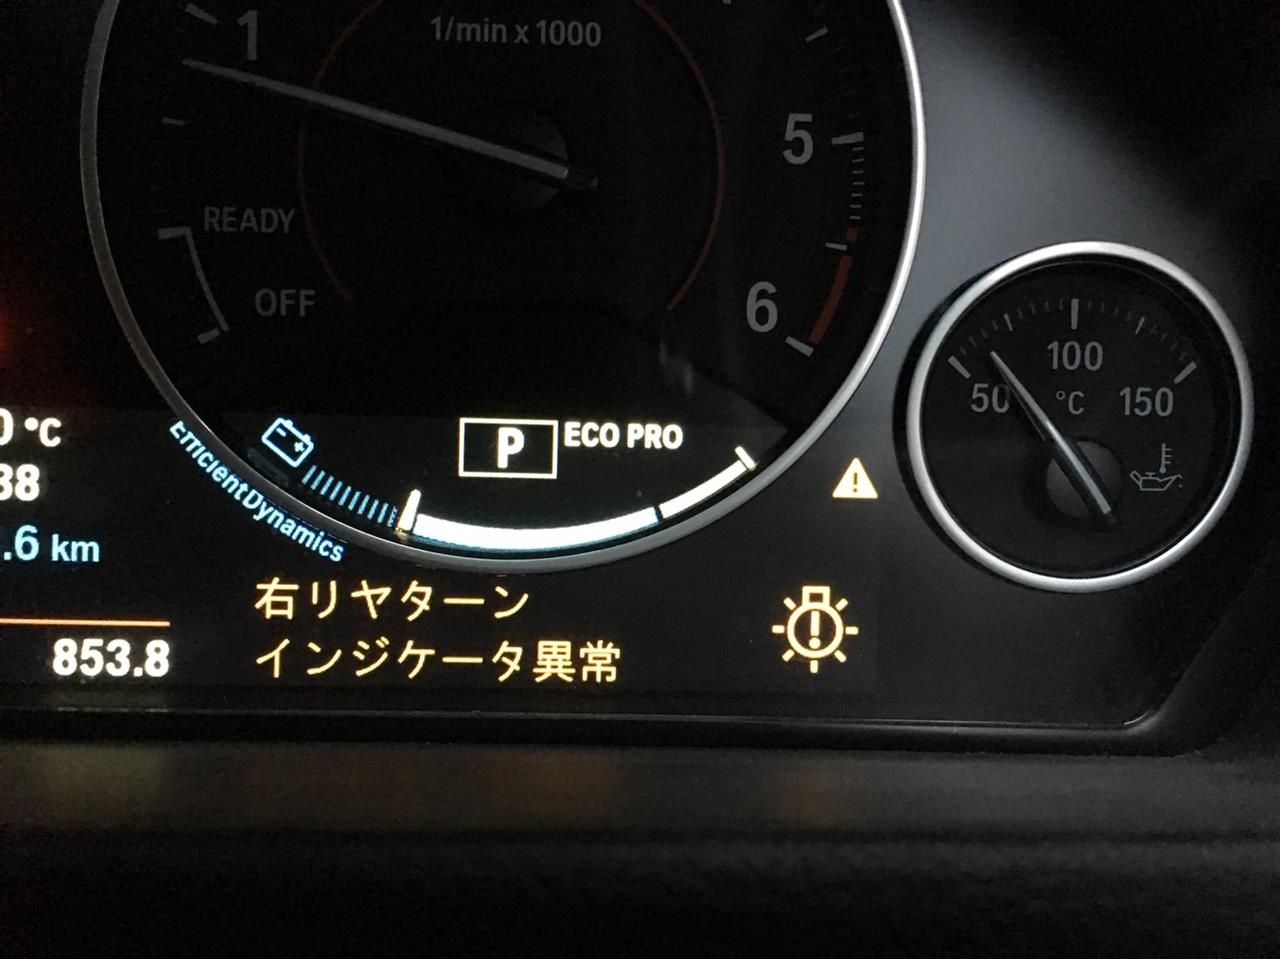 1/min x 1000
1
5
6
READY
OFF
100
50
150
°C
°C
P
ECO PRO
EfficientDynamics
38
.6 km
853.8
右リヤターン
インジケータ異常